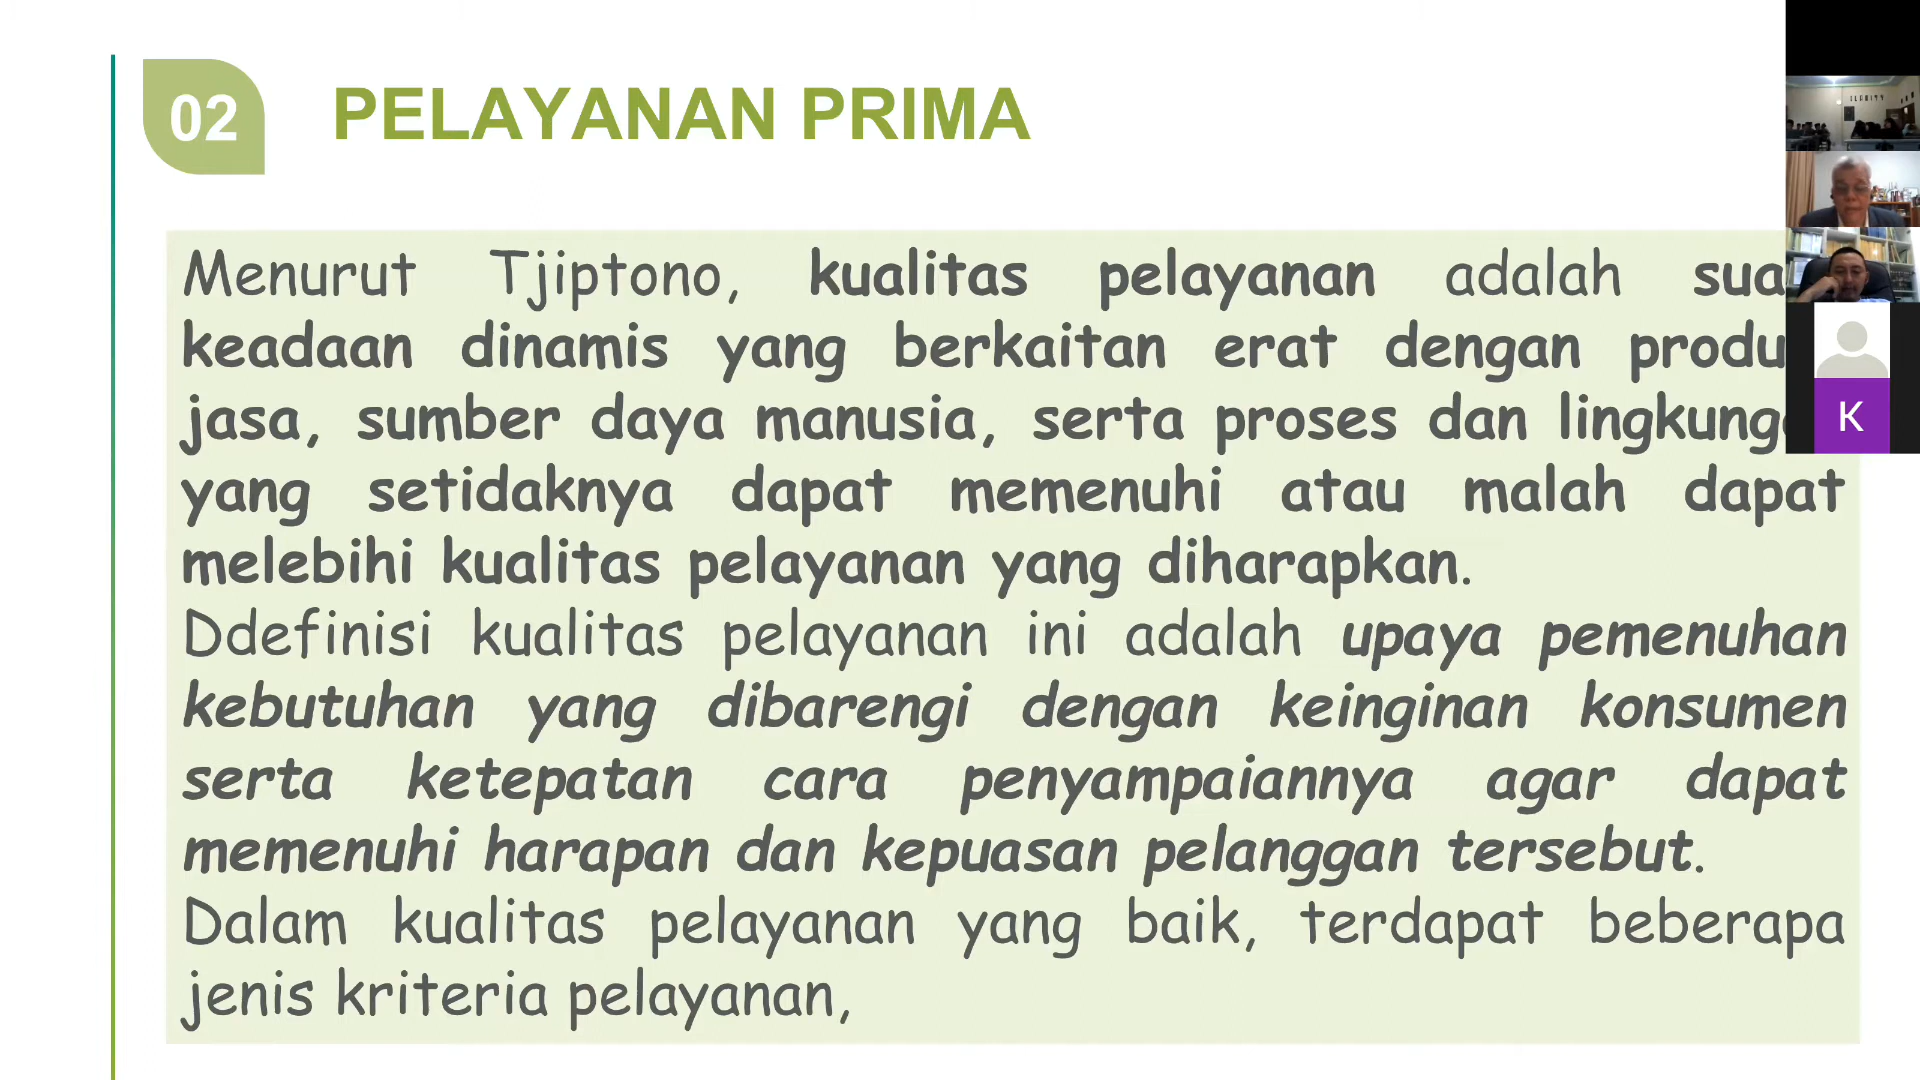 02
PELAYANAN PRIMA
Menurut Tjiptono, kualitas pelayanan adalah
keadaan dinamis yang berkaitan erat dengan
jasa, sumber daya manusia, serta proses dan
yang setidaknya dapat memenuhi atau malah dapat
melebihi kualitas pelayanan yang diharapkan.
Ddefinisi kualitas pelayanan ini adalah upaya pemenuhan
kebutuhan yang dibarengi dengan keinginan konsumen
serta ketepatan cara penyampaiannya agar dapat
memenuhi harapan dan kepuasan pelanggan tersebut.
Dalam kualitas pelayanan yang baik, terdapat beberapa
jenis kriteria pelayanan,
K